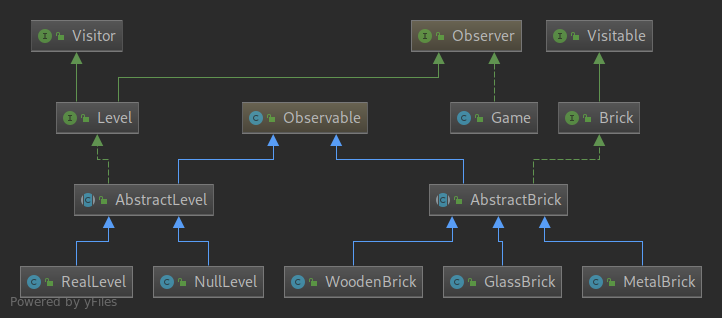 Visitor
Observer
Visitable
Level
Observable
Game
Brick
AbstractLevel
AbstractBrick
RealLevel
NullLevel
WoodenBrick
GlassBrick
MetalBrick
Powered by yFiles